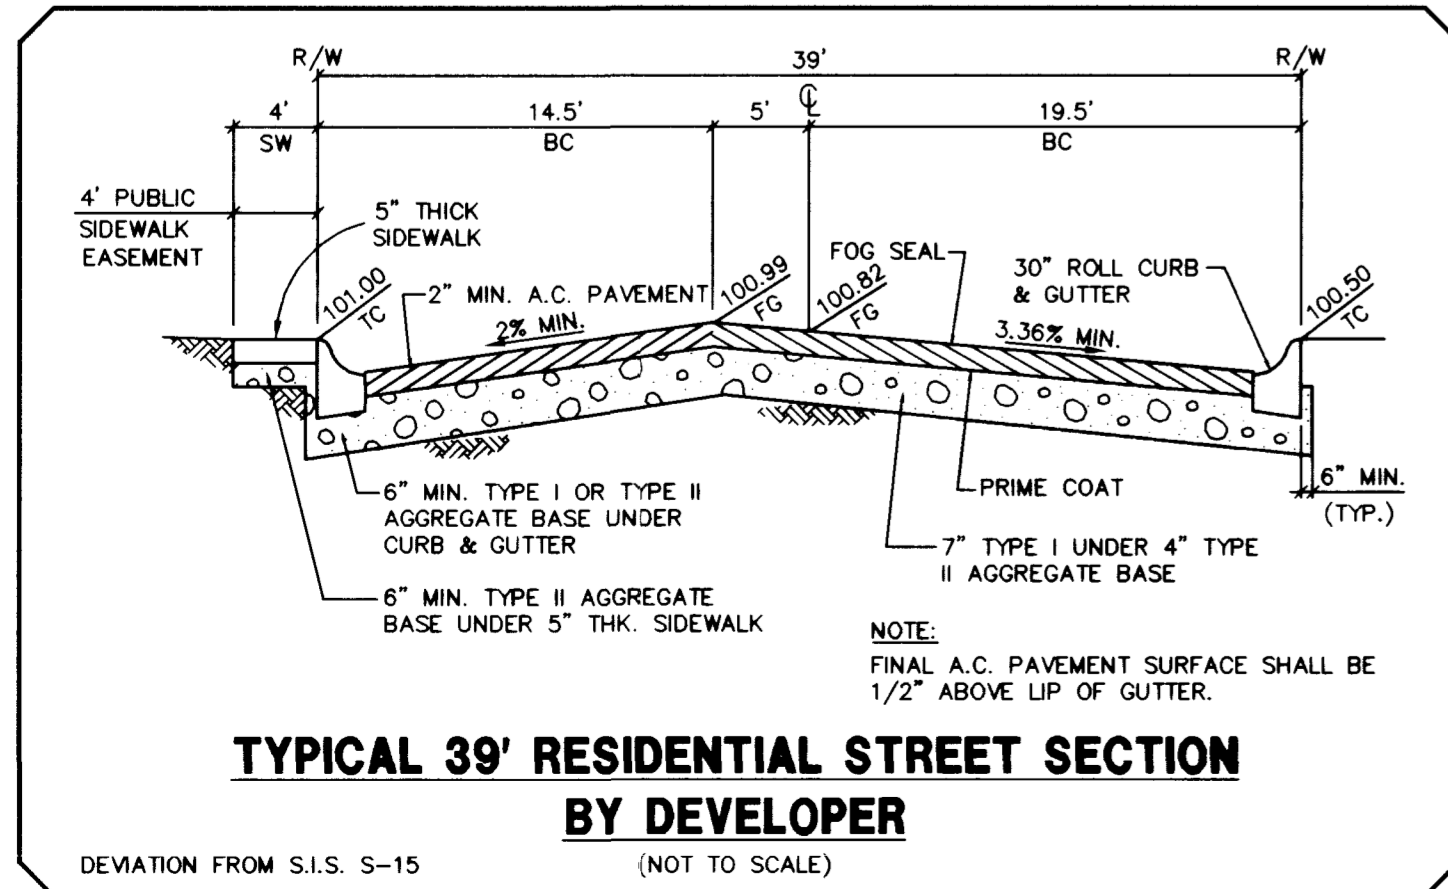 R/W
39'
R/W
4'
14.5'
5'
℄
19.5'
SW
BC
BC
4' PUBLIC
SIDEWALK
EASEMENT
5" THICK
SIDEWALK
101.00
TC
2" MIN. A.C. PAVEMENT
2% MIN.
100.99
FG
100.82
FG
FOG SEAL
3.36% MIN.
30" ROLL CURB
& GUTTER
100.50
TC
6" MIN. TYPE I OR TYPE II
AGGREGATE BASE UNDER
CURB & GUTTER
6" MIN. TYPE II AGGREGATE
BASE UNDER 5" THK. SIDEWALK
PRIME COAT
7" TYPE I UNDER 4" TYPE
II AGGREGATE BASE
6" MIN.
(TYP.)
NOTE:
FINAL A.C. PAVEMENT SURFACE SHALL BE
1/2" ABOVE LIP OF GUTTER.
TYPICAL 39' RESIDENTIAL STREET SECTION
BY DEVELOPER
(NOT TO SCALE)
DEVIATION FROM S.I.S. S-15